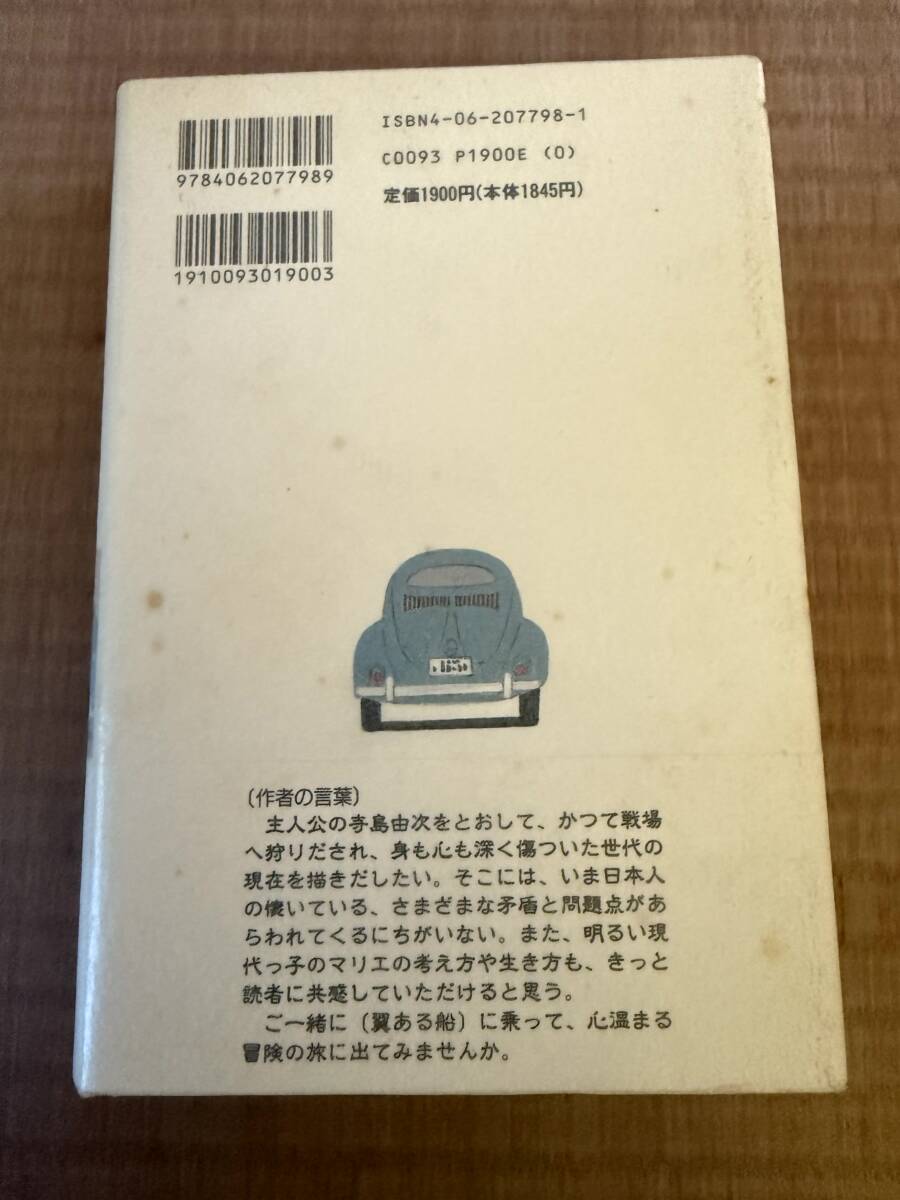 ISBN4-06-207798-1
9784062077989
C0093 P1900E (0)
定価1900円(本体1845円)
1910093019003
〔作者の言葉〕
主人公の寺島由次をとおして、かつて戦場
へ狩りだされ、身も心も深く傷ついた世代の
現在を描きだしたい。そこには、いま日本人
の懐いている、さまざまな矛盾と問題点があ
らわれてくるにちがいない。また、明るい現
代っ子のマリエの考え方や生き方も、きっと
読者に共感していただけると思う。
ご一緒に〔翼ある船〕に乗って、心温まる
冒険の旅に出てみませんか。